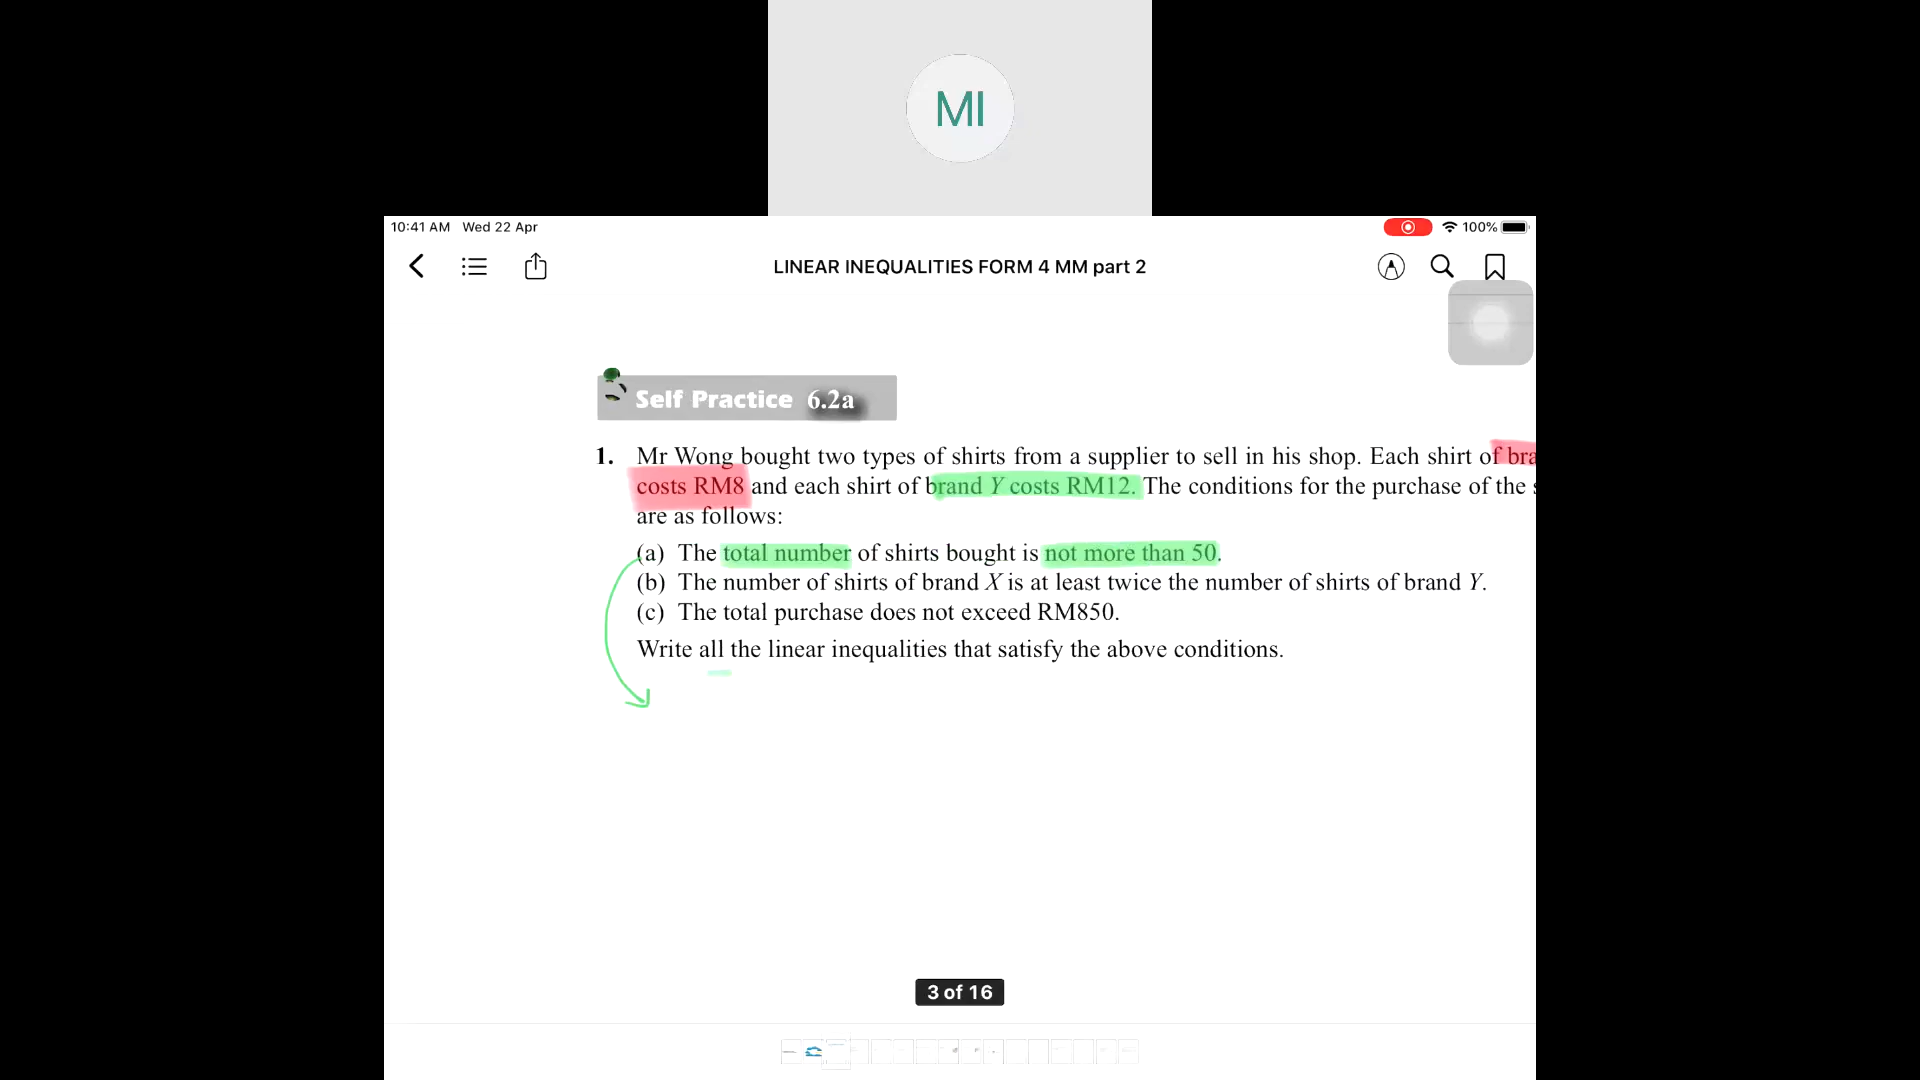 MI
10:41 AM Wed 22 Apr
100%
LINEAR INEQUALITIES FORM 4 MM part 2
Self Practice 6.2a
1. Mr Wong bought two types of shirts from a supplier to sell in his shop. Each shirt of bra
costs RM8 and each shirt of brand Y costs RM12. The conditions for the purchase of the s
are as follows:
(a) The total number of shirts bought is not more than 50.
(b) The number of shirts of brand X is at least twice the number of shirts of brand Y.
(c) The total purchase does not exceed RM850.
Write all the linear inequalities that satisfy the above conditions.
3 of 16